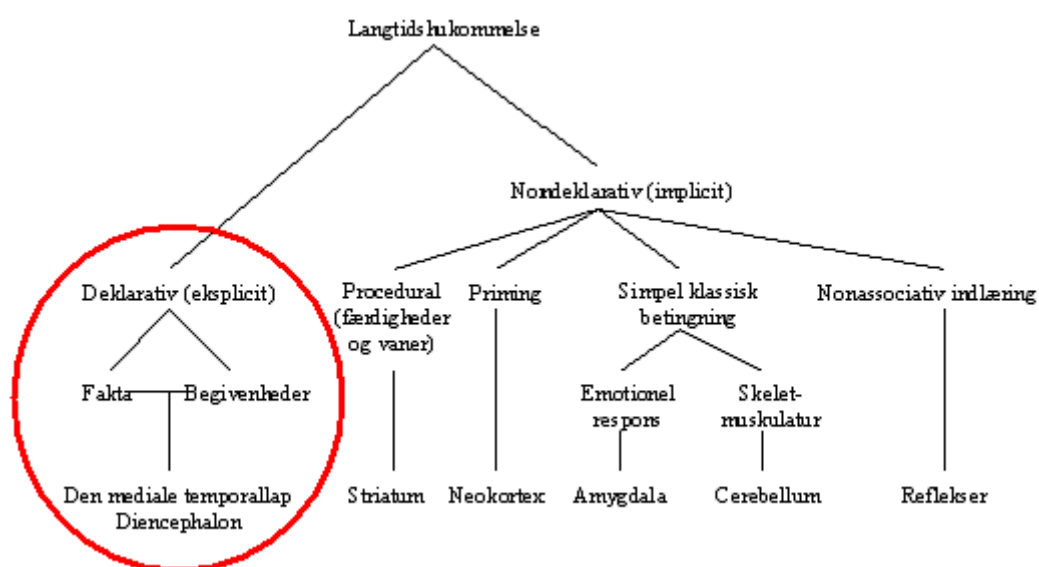 Langtidshukommelse
Nondeklarativ (implicit)
Deklarativ (eksplicit)
Procedural
(færdigheder
og vaner)
Priming
Simpel klassisk
betingning
Nonassociativ indlæring
Fakta
Begivenheder
Emotionel
respons
Skelet-
muskulatur
Den mediale temporallap
Diencephalon
Striatum
Neokortex
Amygdala
Cerebellum
Reflekser